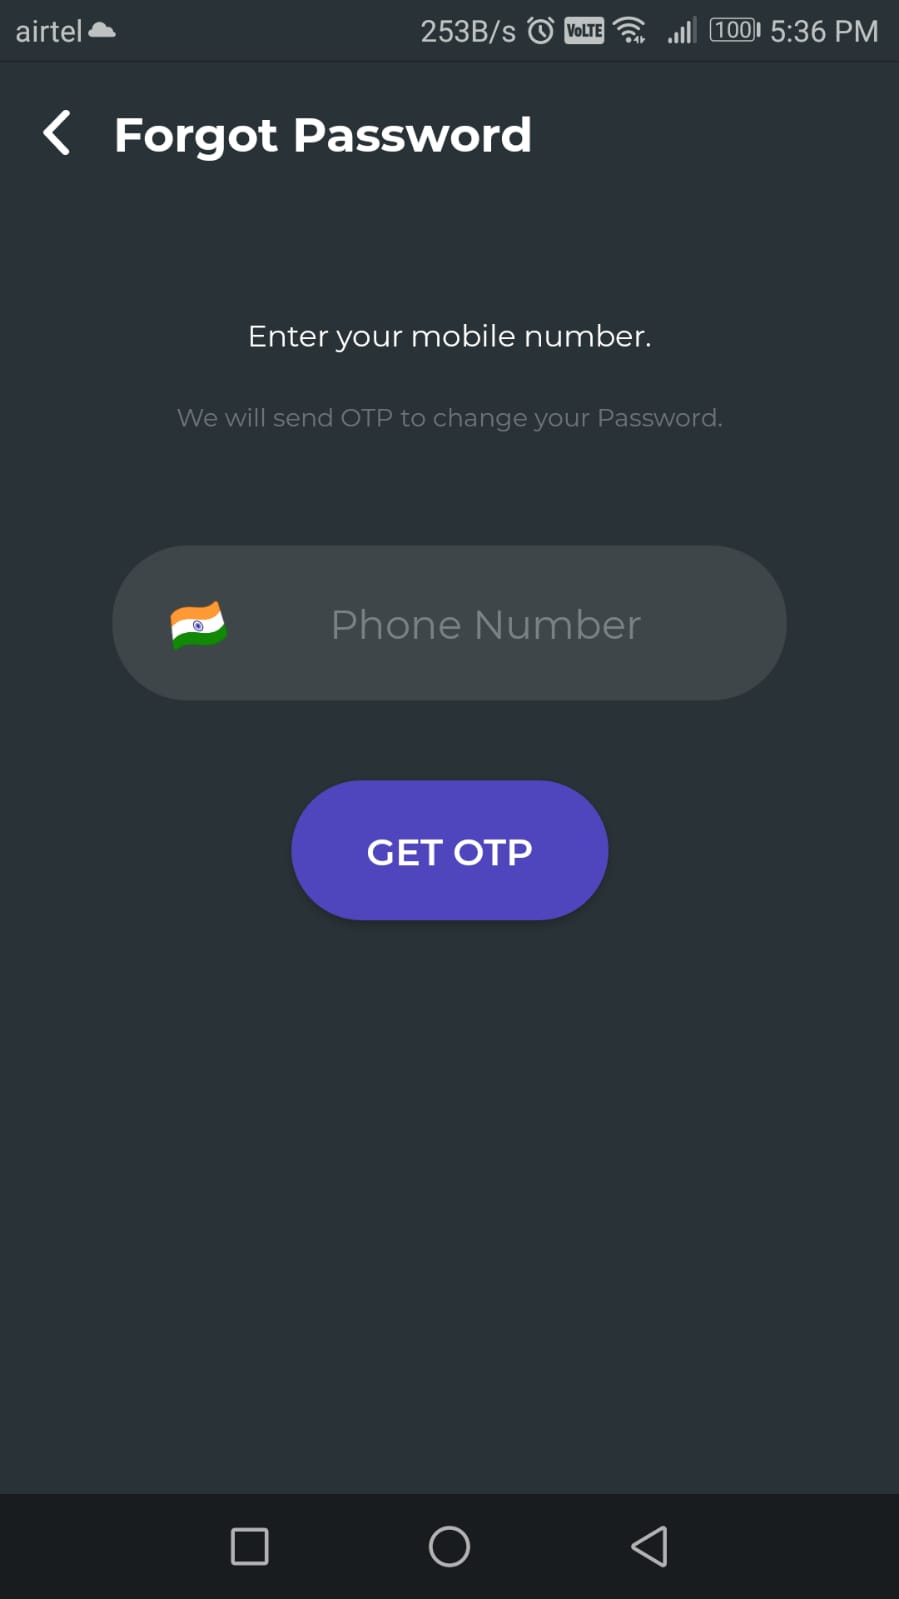 airtel 253B/s VoLTE 100 5:36 PM
Forgot Password
Enter your mobile number.
We will send OTP to change your Password.
Phone Number
GET OTP